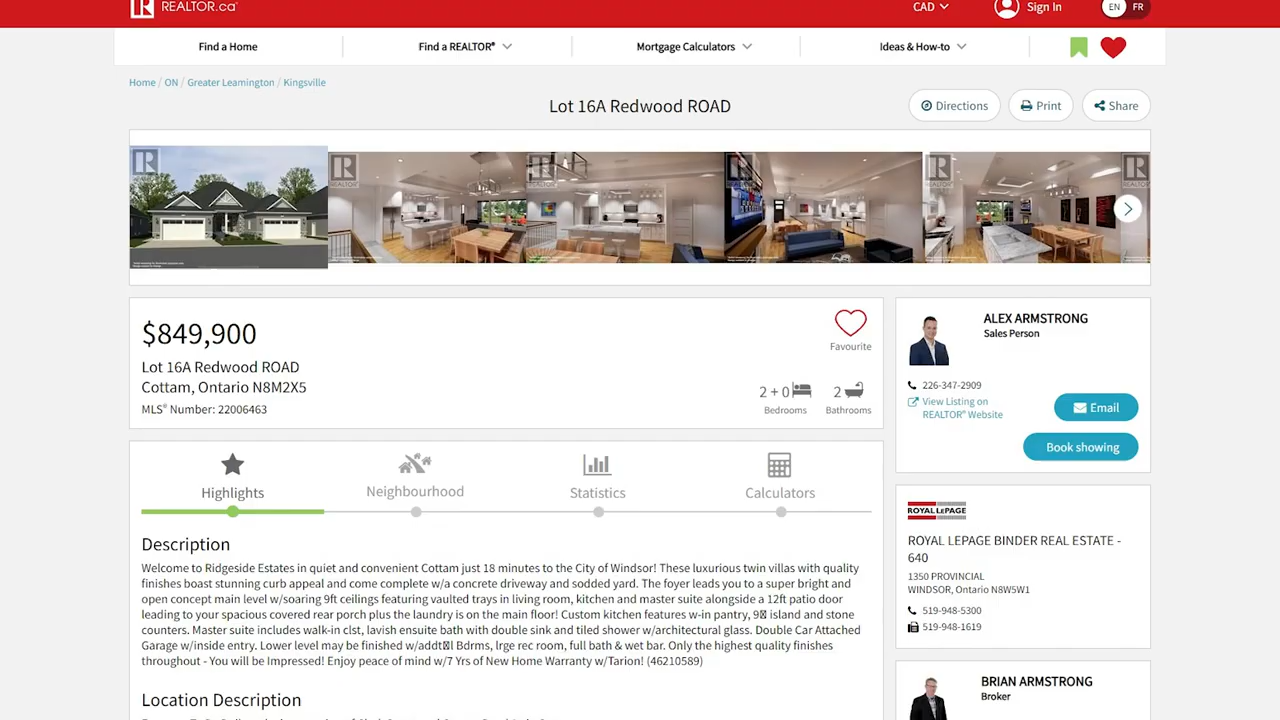 REALTOR.ca
CAD
Sign In
EN FR
Find a Home
Find a REALTOR®
Mortgage Calculators
Ideas & How-to
Home / ON / Greater Leamington / Kingsville
Lot 16A Redwood ROAD
Directions
Print
Share
$849,900
Lot 16A Redwood ROAD
Cottam, Ontario N8M2X5
MLS® Number: 22006463
Favourite
2 + 0
Bedrooms
2
Bathrooms
Highlights
Neighbourhood
Statistics
Calculators
Description
Welcome to Ridgeside Estates in quiet and convenient Cottam just 18 minutes to the City of Windsor! These luxurious twin villas with quality
finishes boast stunning curb appeal and come complete w/a concrete driveway and sodded yard. The foyer leads you to a super bright and
open concept main level w/soaring 9ft ceilings featuring vaulted trays in living room, kitchen and master suite alongside a 12ft patio door
leading to your spacious covered rear porch plus the laundry is on the main floor! Custom kitchen features w-in pantry, 9 island and stone
counters. Master suite includes walk-in clst, lavish ensuite bath with double sink and tiled shower w/architectural glass. Double Car Attached
Garage w/inside entry. Lower level may be finished w/addtl Bdrms, lrge rec room, full bath & wet bar. Only the highest quality finishes
throughout - You will be Impressed! Enjoy peace of mind w/7 Yrs of New Home Warranty w/Tarion! (46210589)
Location Description
ALEX ARMSTRONG
Sales Person
226-347-2909
View Listing on
REALTOR® Website
Email
Book showing
ROYAL LEPAGE
ROYAL LEPAGE BINDER REAL ESTATE -
640
1350 PROVINCIAL
WINDSOR, Ontario N8W5W1
519-948-5300
519-948-1619
BRIAN ARMSTRONG
Broker